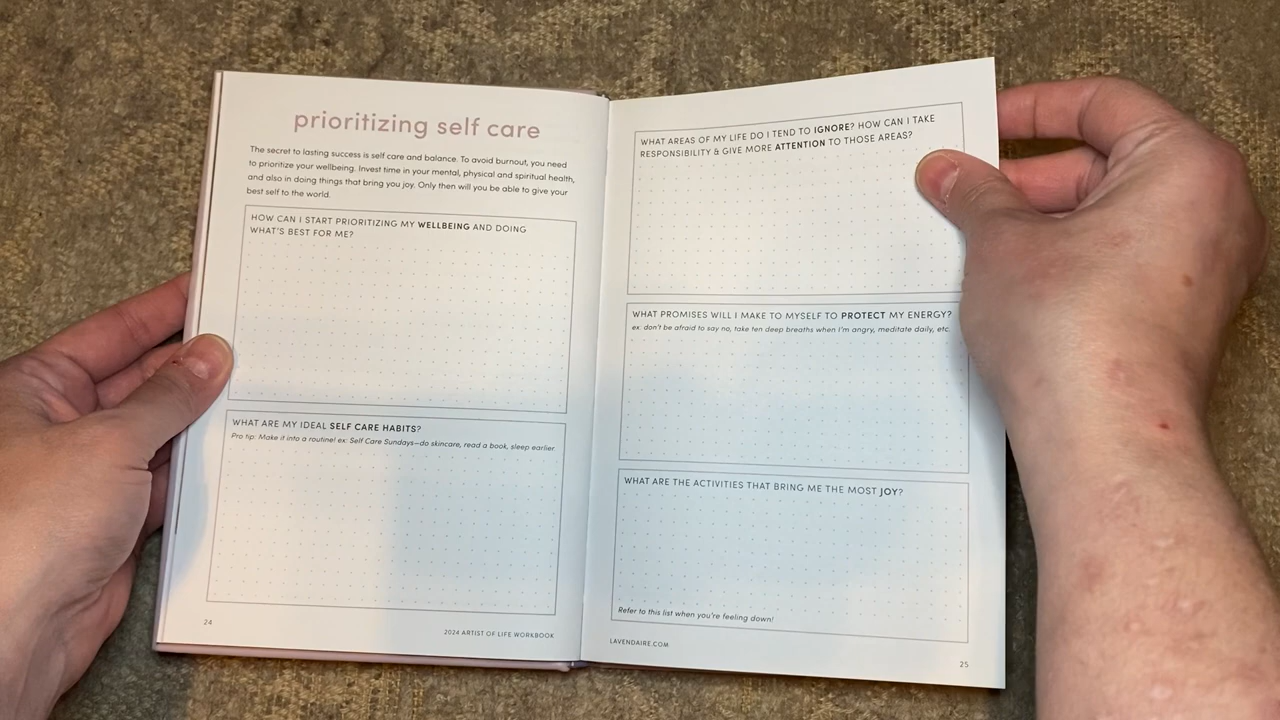 prioritizing self care
The secret to lasting success is self care and balance. To avoid burnout, you need
to prioritize your wellbeing. Invest time in your mental, physical and spiritual health,
and also in doing things that bring you joy. Only then will you be able to give your
best self to the world.
HOW CAN I START PRIORITIZING MY WELLBEING AND DOING
WHAT'S BEST FOR ME?
WHAT ARE MY IDEAL SELF CARE HABITS?
Pro tip: Make it into a routine! ex: Self Care Sundays—do skincare, read a book, sleep earlier
24
2024 ARTIST OF LIFE WORKBOOK
WHAT AREAS OF MY LIFE DO I TEND TO IGNORE? HOW CAN I TAKE
RESPONSIBILITY & GIVE MORE ATTENTION TO THOSE AREAS?
WHAT PROMISES WILL I MAKE TO MYSELF TO PROTECT MY ENERGY?
ex: don't be afraid to say no, take ten deep breaths when I'm angry, meditate daily, etc.
WHAT ARE THE ACTIVITIES THAT BRING ME THE MOST JOY?
Refer to this list when you're feeling down!
LAVENDAIRE.COM
25